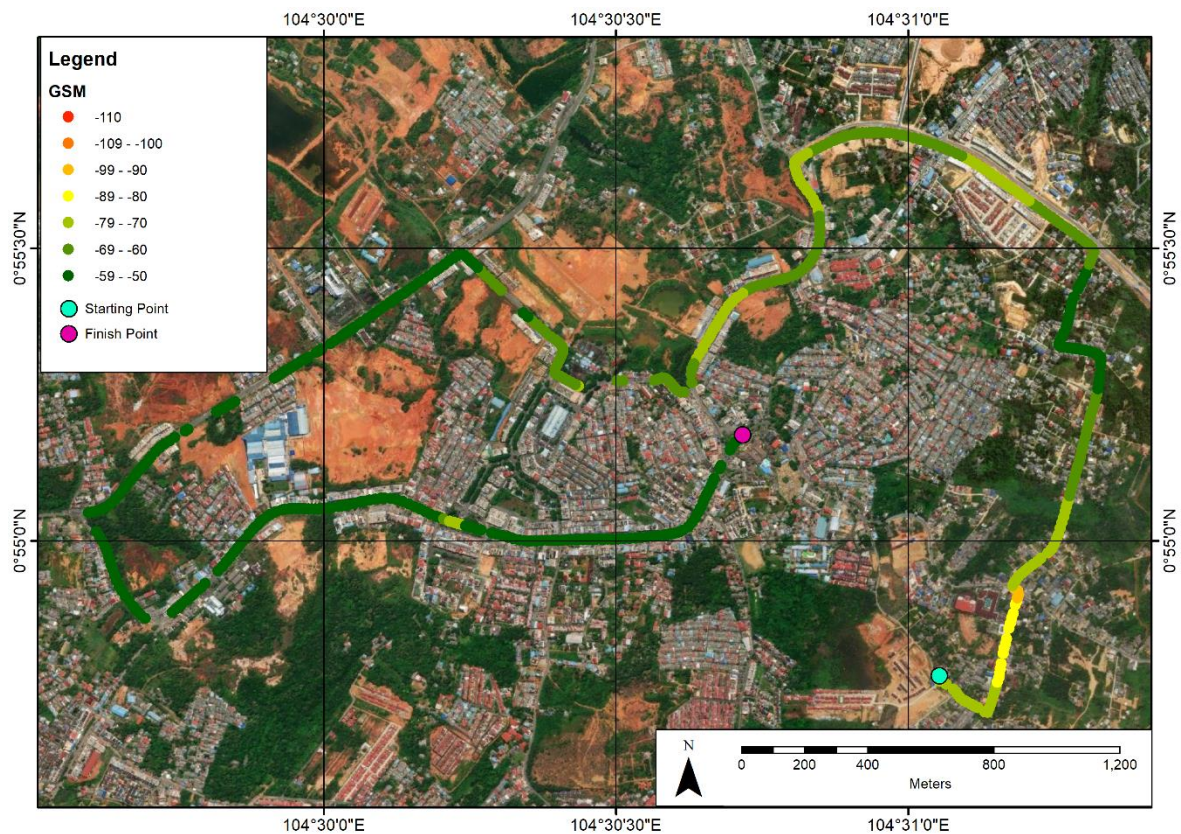 104°30'0"E 104°30'30"E 104°31'0"E
Legend
GSM
-110
-109 - -100
-99 - -90
-89 - -80
-79 - -70
-69 - -60
-59 - -50
Starting Point
Finish Point
0°55'30"N
0°55'30"N
0°55'0"N
0°55'0"N
N
0 200 400 800 1,200
Meters
104°30'0"E 104°30'30"E 104°31'0"E